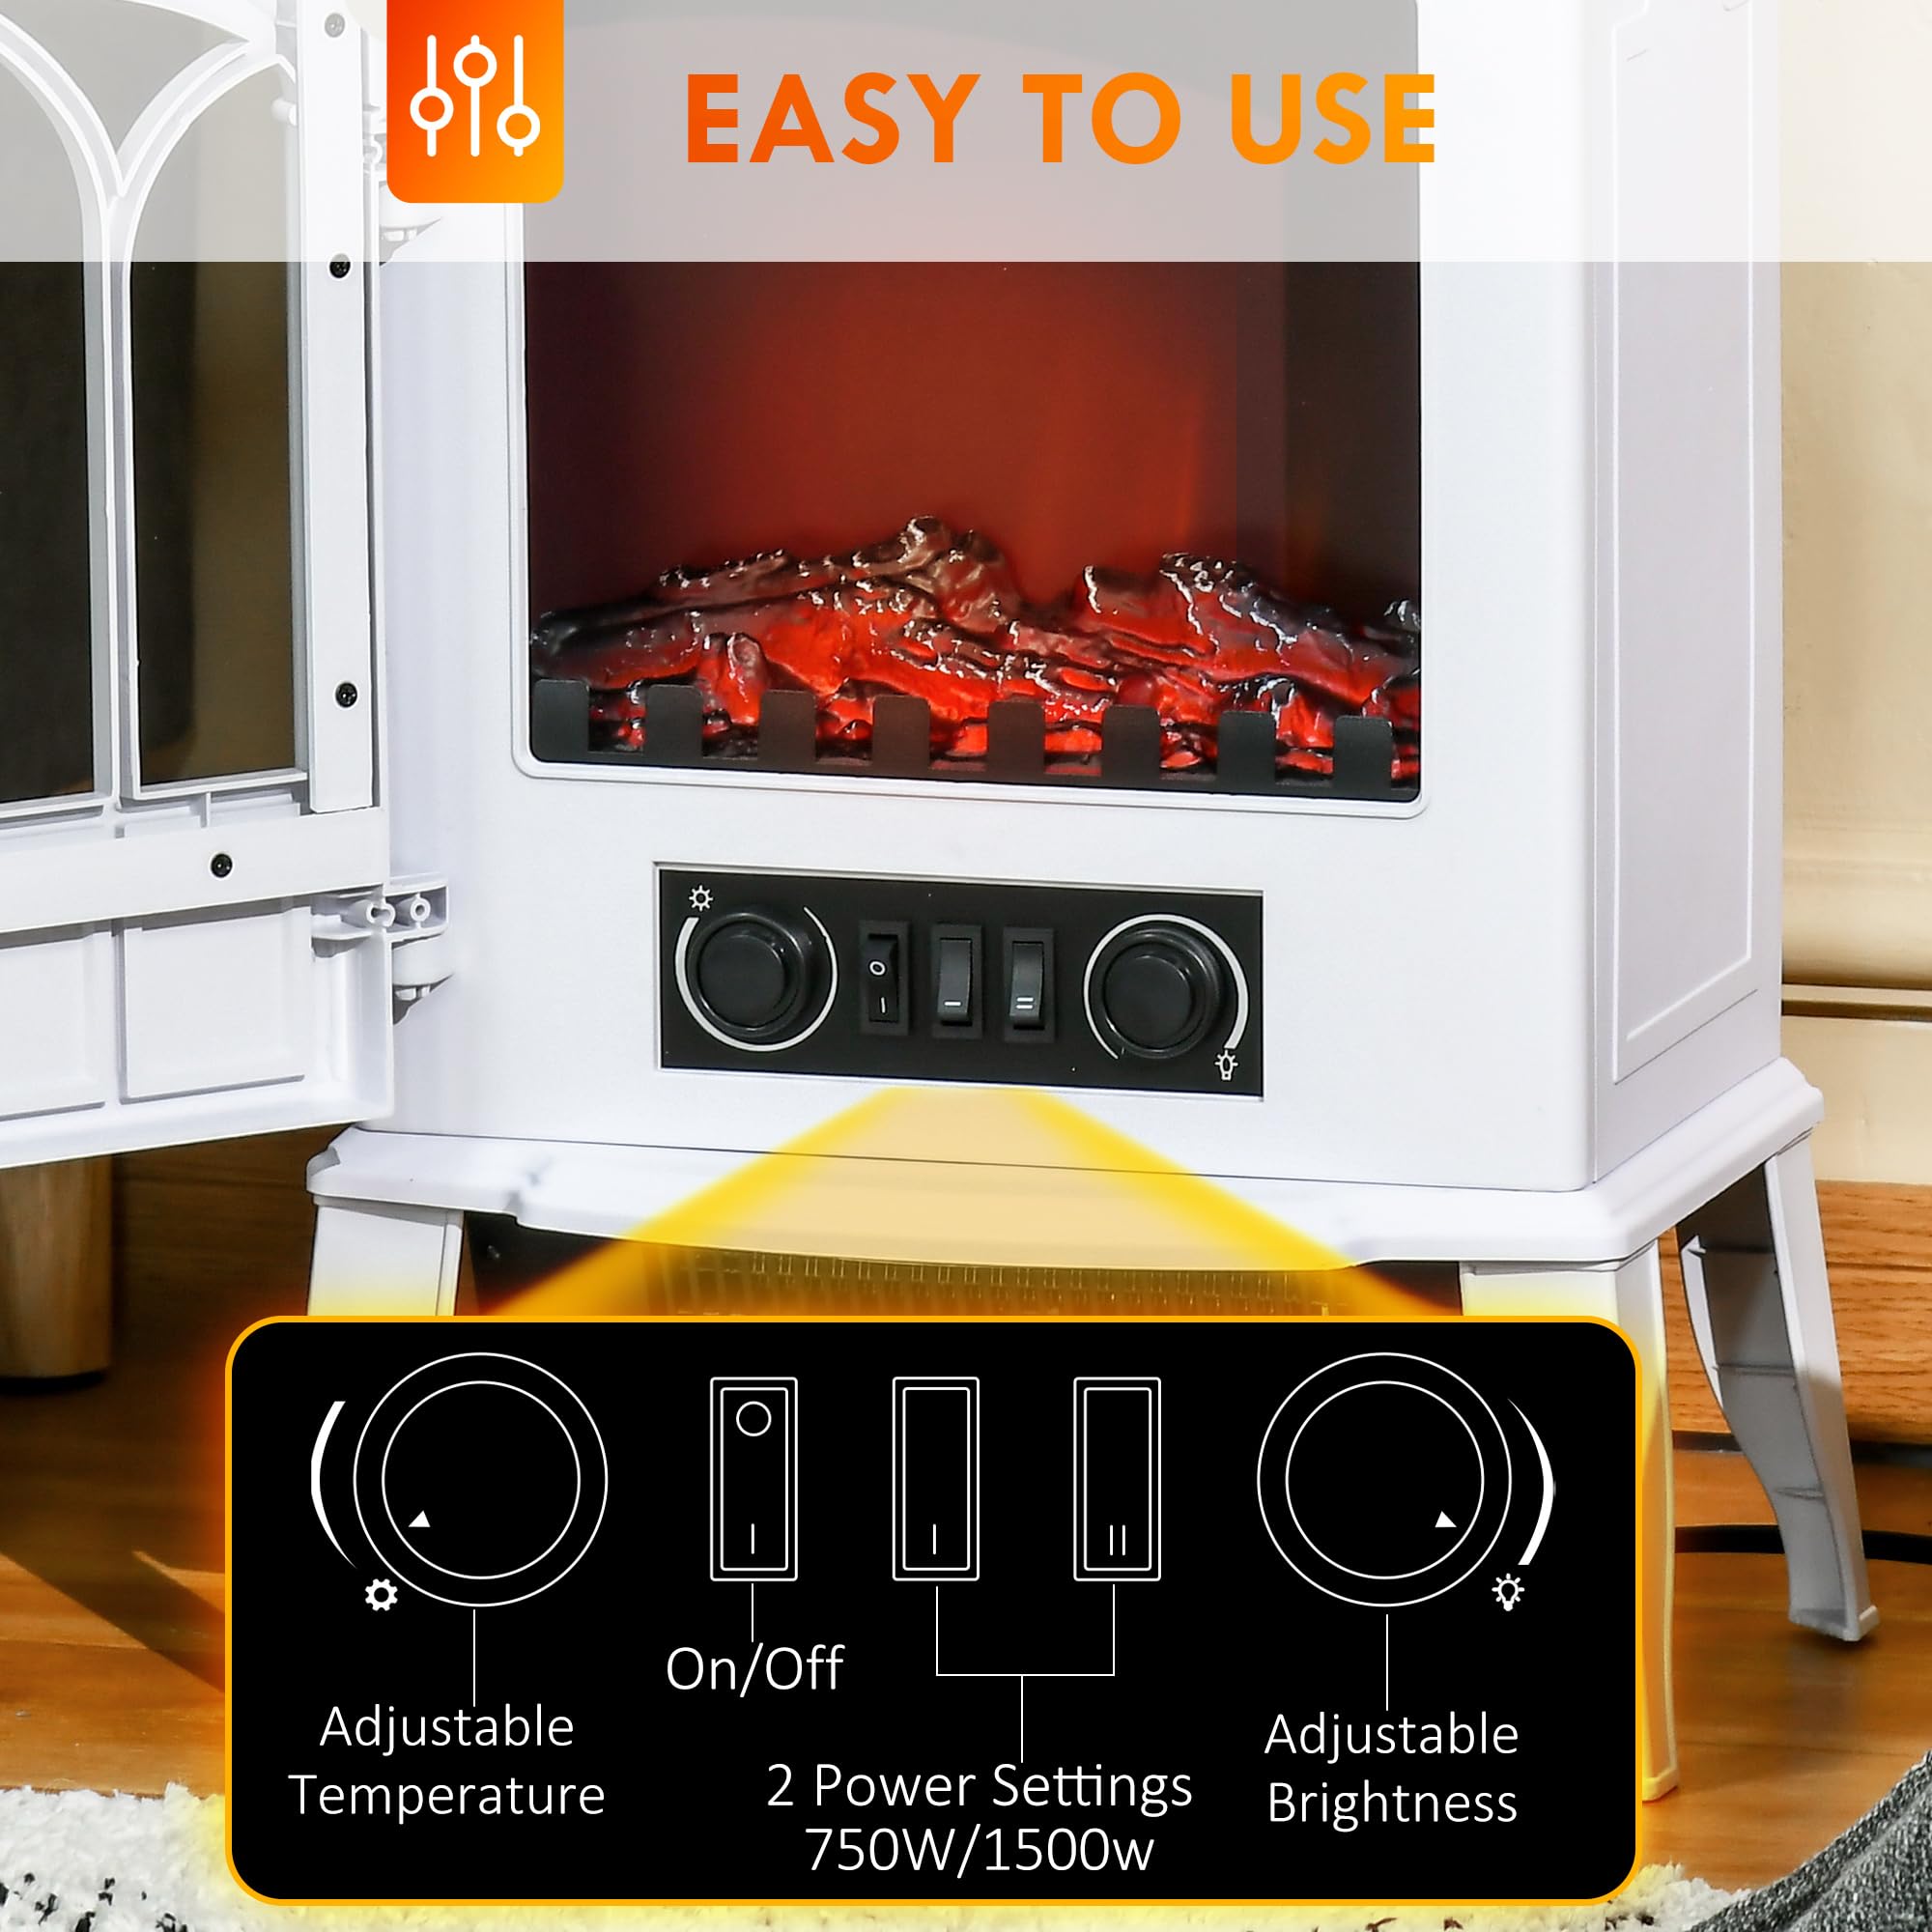 EASY TO USE
On/Off
Adjustable
Temperature
2 Power Settings
750W/1500w
Adjustable
Brightness